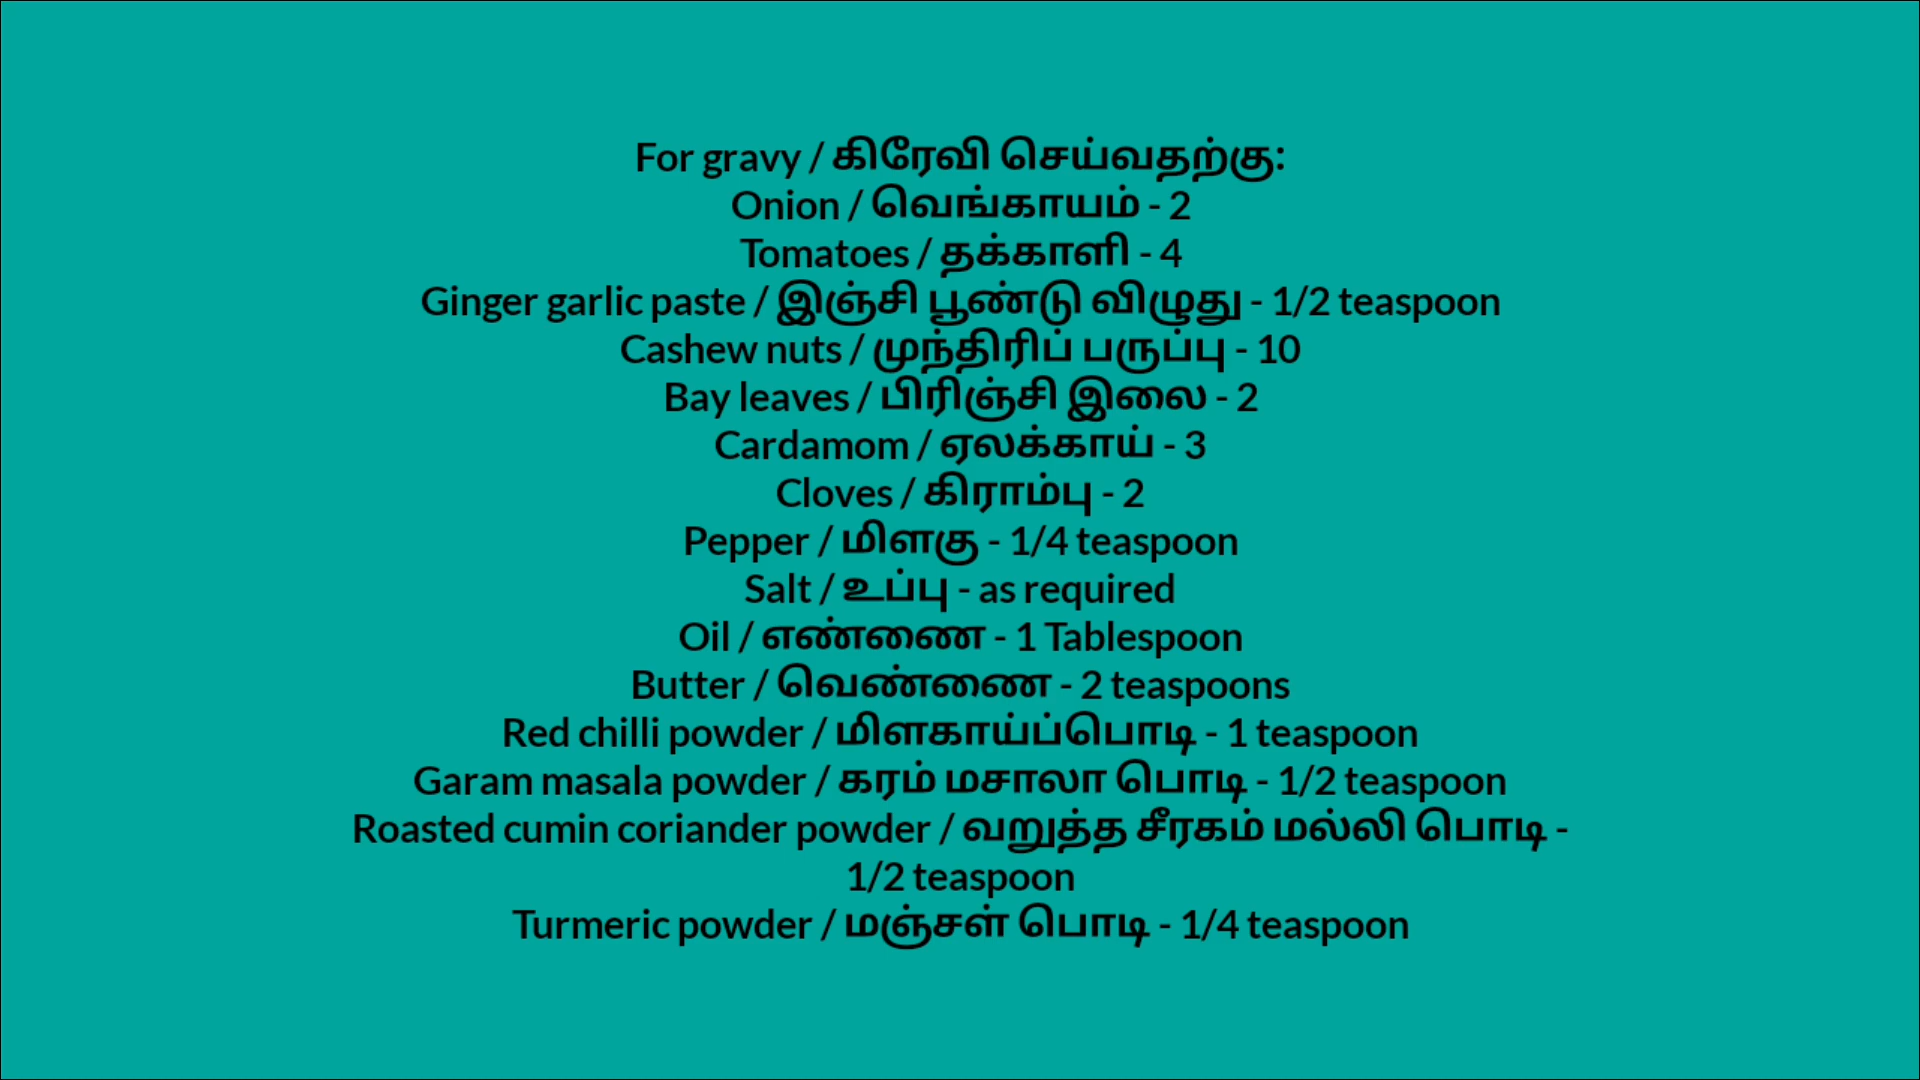 For gravy / கிரேவி செய்வதற்கு:
Onion / வெங்காயம் - 2
Tomatoes / தக்காளி - 4
Ginger garlic paste / இஞ்சி பூண்டு விழுது - 1/2 teaspoon
Cashew nuts / முந்திரிப் பருப்பு - 10
Bay leaves / பிரிஞ்சி இலை - 2
Cardamom / ஏலக்காய் - 3
Cloves / கிராம்பு - 2
Pepper / மிளகு - 1/4 teaspoon
Salt / உப்பு - as required
Oil / எண்ணை - 1 Tablespoon
Butter / வெண்ணை - 2 teaspoons
Red chilli powder / மிளகாய்ப்பொடி - 1 teaspoon
Garam masala powder / கரம் மசாலா பொடி - 1/2 teaspoon
Roasted cumin coriander powder / வறுத்த சீரகம் மல்லி பொடி -
1/2 teaspoon
Turmeric powder / மஞ்சள் பொடி - 1/4 teaspoon